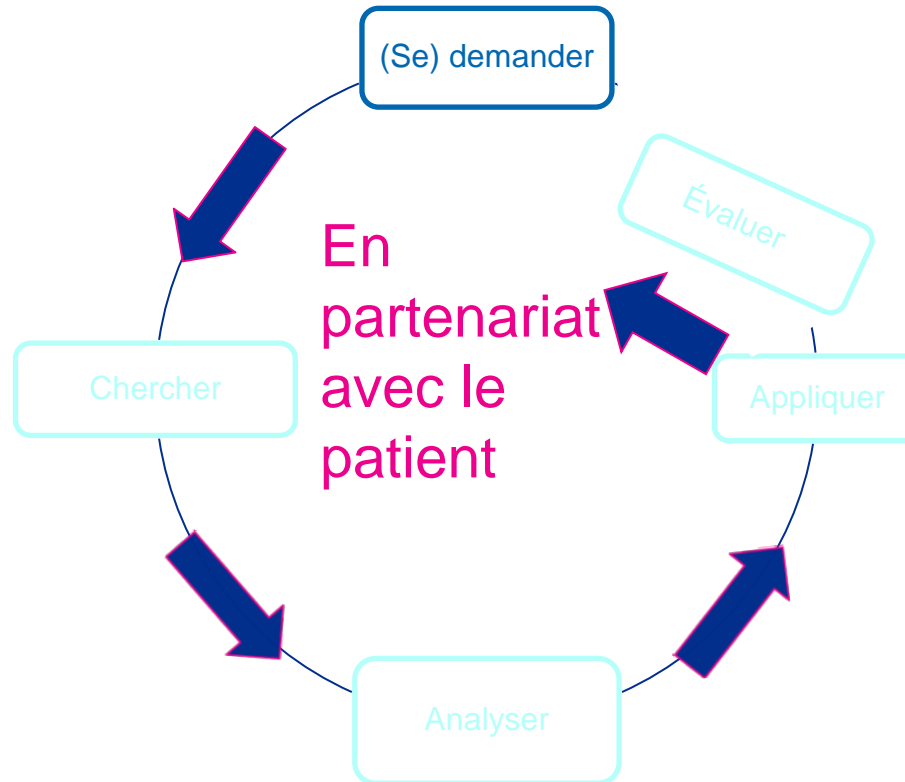 (Se) demander
Évaluer
En
partenariat
avec le
patient
Chercher
Appliquer
Analyser